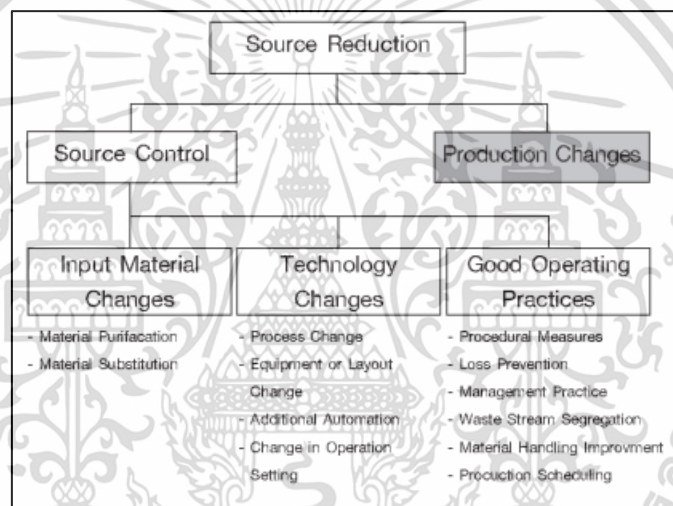 Source Reduction
Source Control
Production Changes
Input Material
Changes
- Material Purifacation
- Material Substitution
Technology
Changes
- Process Change
- Equipment or Layout
Change
- Additional Automation
- Change in Operation
Setting
Good Operating
Practices
- Procedural Measures
- Loss Prevention
- Management Practice
- Waste Stream Segregation
- Material Handling Improvment
- Production Scheduling